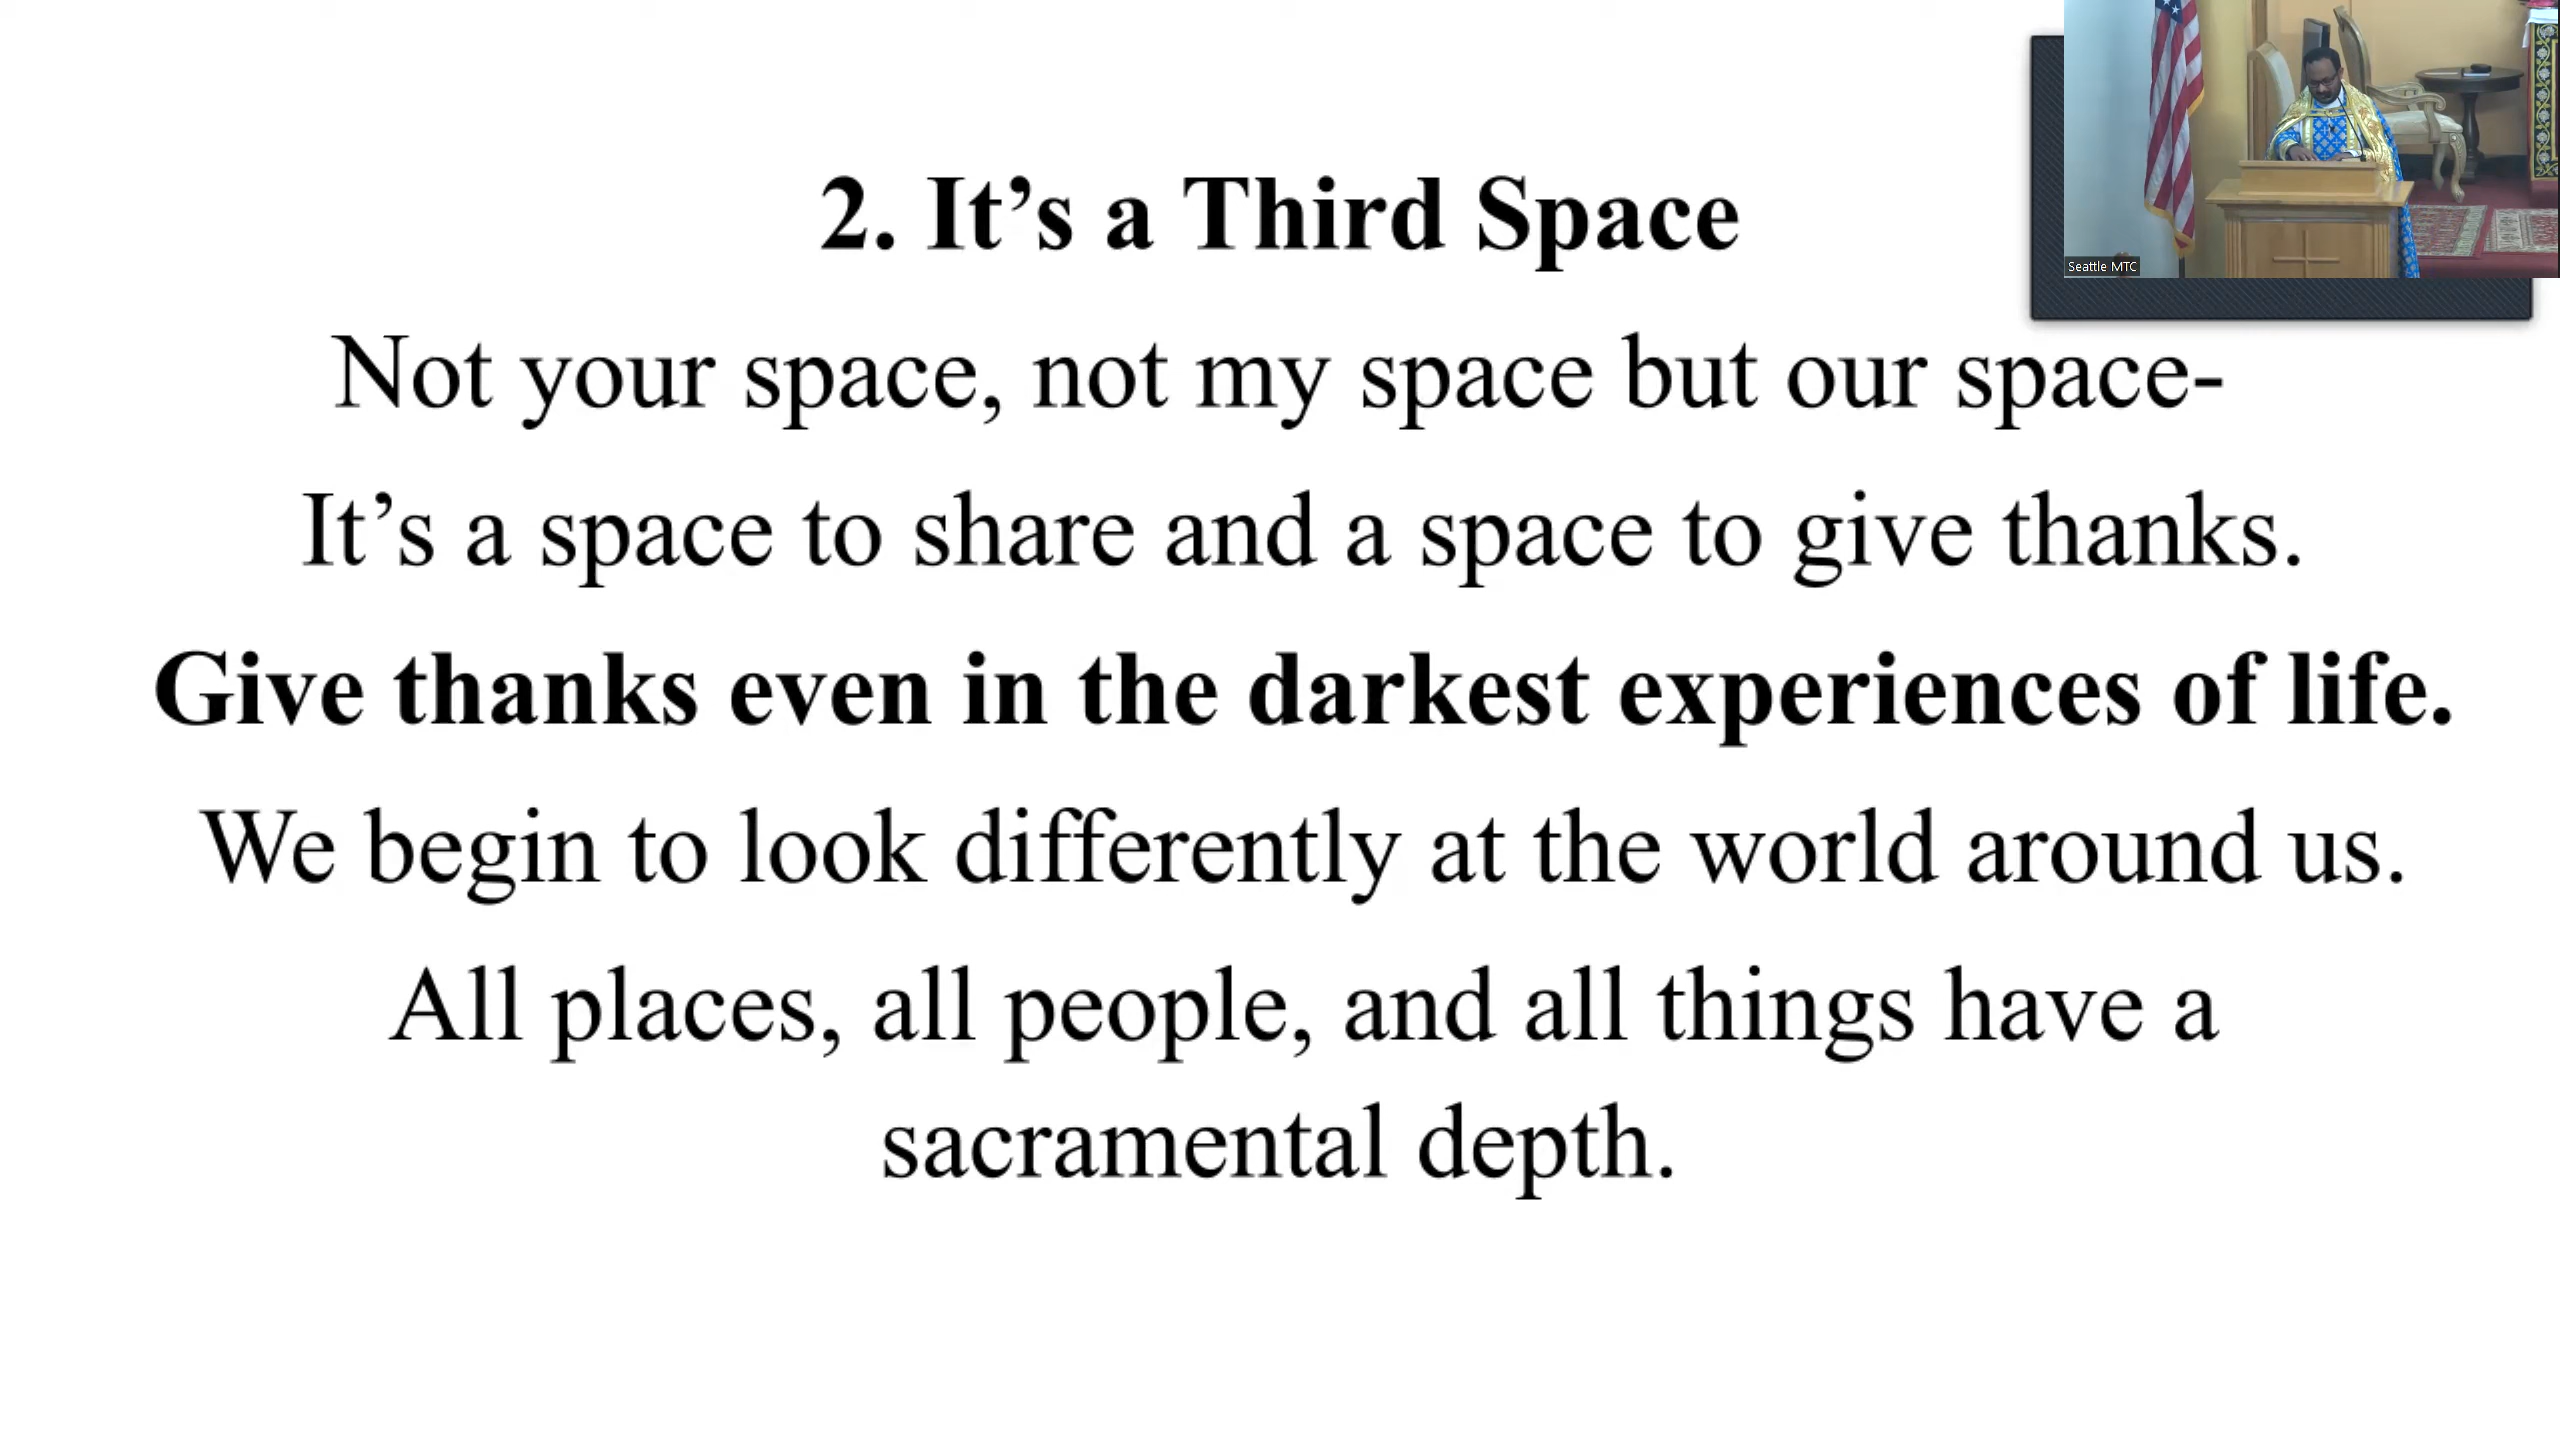 2. It’s a Third Space
Not your space, not my space but our space-
It’s a space to share and a space to give thanks.
Give thanks even in the darkest experiences of life.
We begin to look differently at the world around us.
All places, all people, and all things have a
sacramental depth.
Seattle MTC